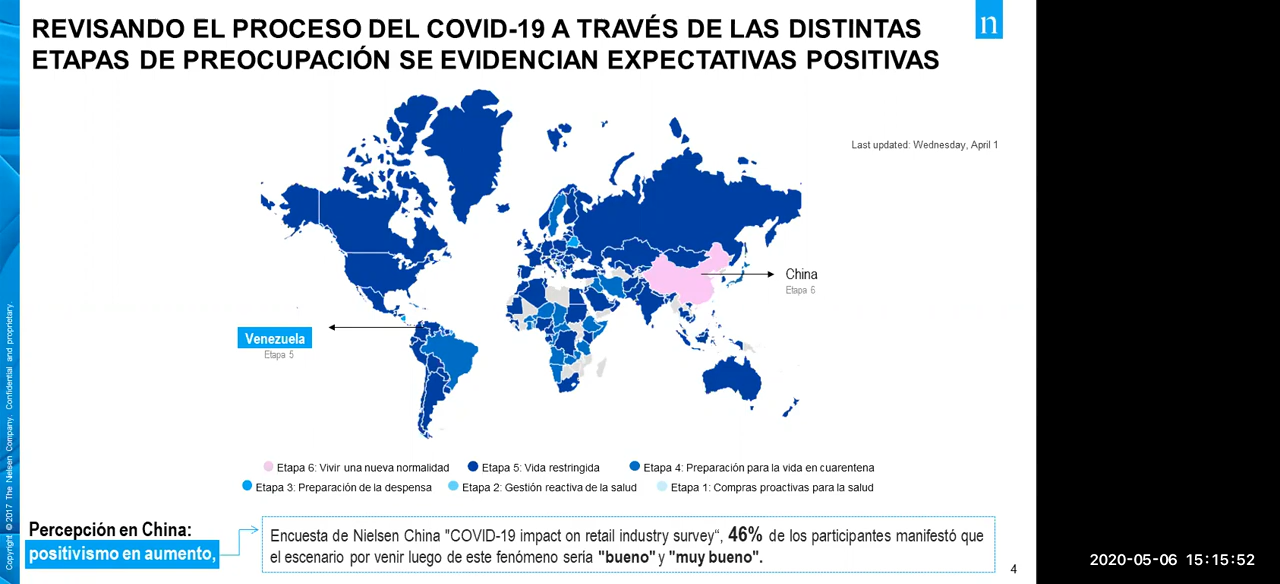 REVISANDO EL PROCESO DEL COVID-19 A TRAVÉS DE LAS DISTINTAS
ETAPAS DE PREOCUPACIÓN SE EVIDENCIAN EXPECTATIVAS POSITIVAS
n
Last updated: Wednesday, April 1
China
Etapa 6
Venezuela
Etapa 5
Etapa 6: Vivir una nueva normalidad
Etapa 5: Vida restringida
Etapa 4: Preparación para la vida en cuarentena
Etapa 3: Preparación de la despensa
Etapa 2: Gestión reactiva de la salud
Etapa 1: Compras proactivas para la salud
Percepción en China:
positivismo en aumento,
Encuesta de Nielsen China "COVID-19 impact on retail industry survey“, 46% de los participantes manifestó que
el escenario por venir luego de este fenómeno sería "bueno" y "muy bueno".
4
Copyright © 2017 The Nielsen Company. Confidential and proprietary.
2020-05-06 15:15:52